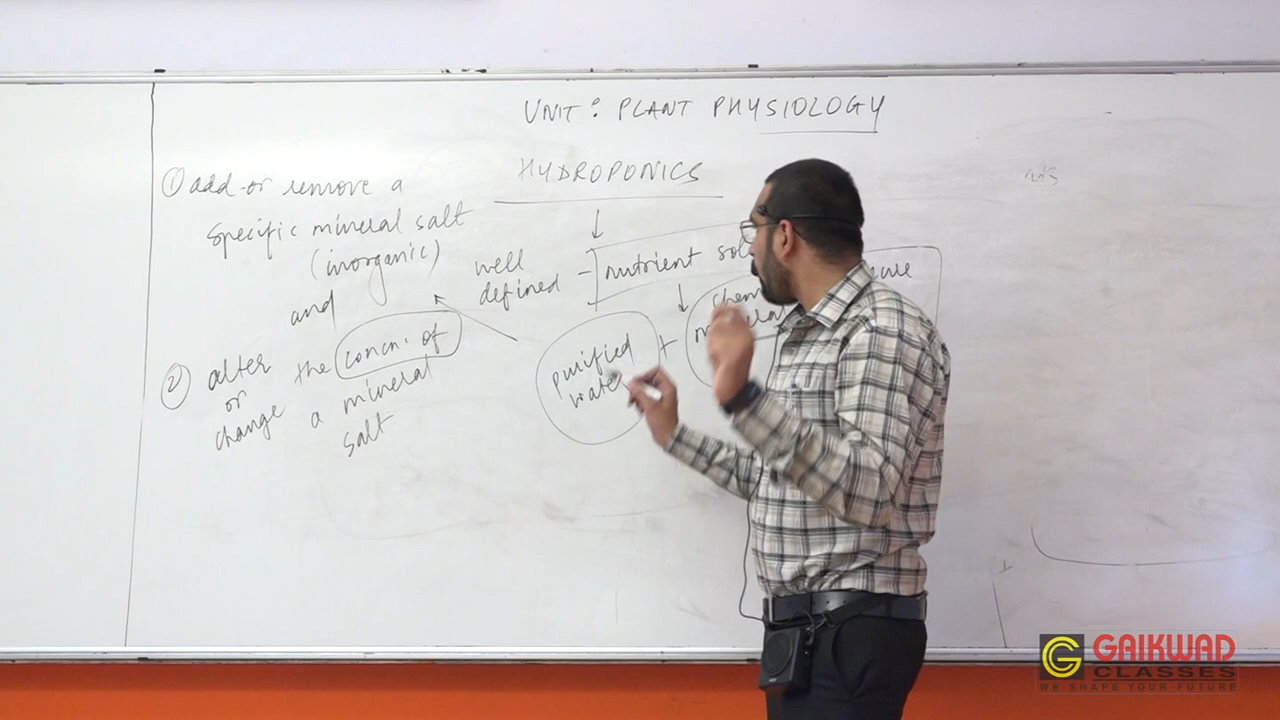 UNIT: PLANT PHYSIOLOGY
HYDROPONICS
① add or remove a
specific mineral salt
(inorganic)
and
② alter
or
change
the concn. of
a mineral
salt
well
defined
nutrient
purified
water
+
GAIKWAD
CLASSES
WE SHAPE YOUR FUTURE